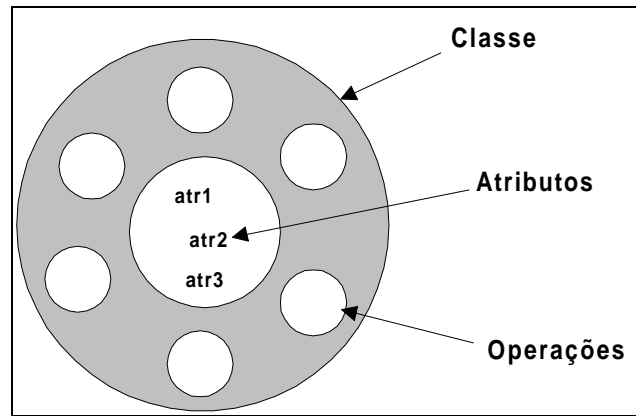 Classe
atr1
Atributos
atr2
atr3
Operações